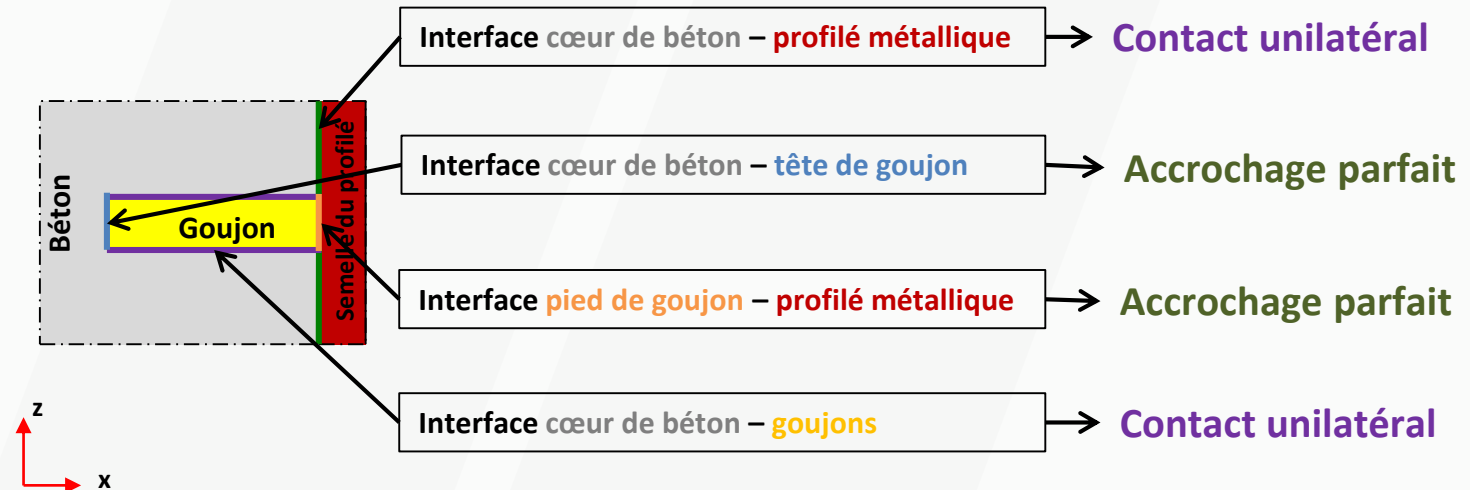 Interface cœur de béton – profilé métallique
Contact unilatéral
Interface cœur de béton – tête de goujon
Accrochage parfait
Béton
Goujon
Semelle du profilé
Interface pied de goujon – profilé métallique
Accrochage parfait
Interface cœur de béton – goujons
Contact unilatéral
z
x